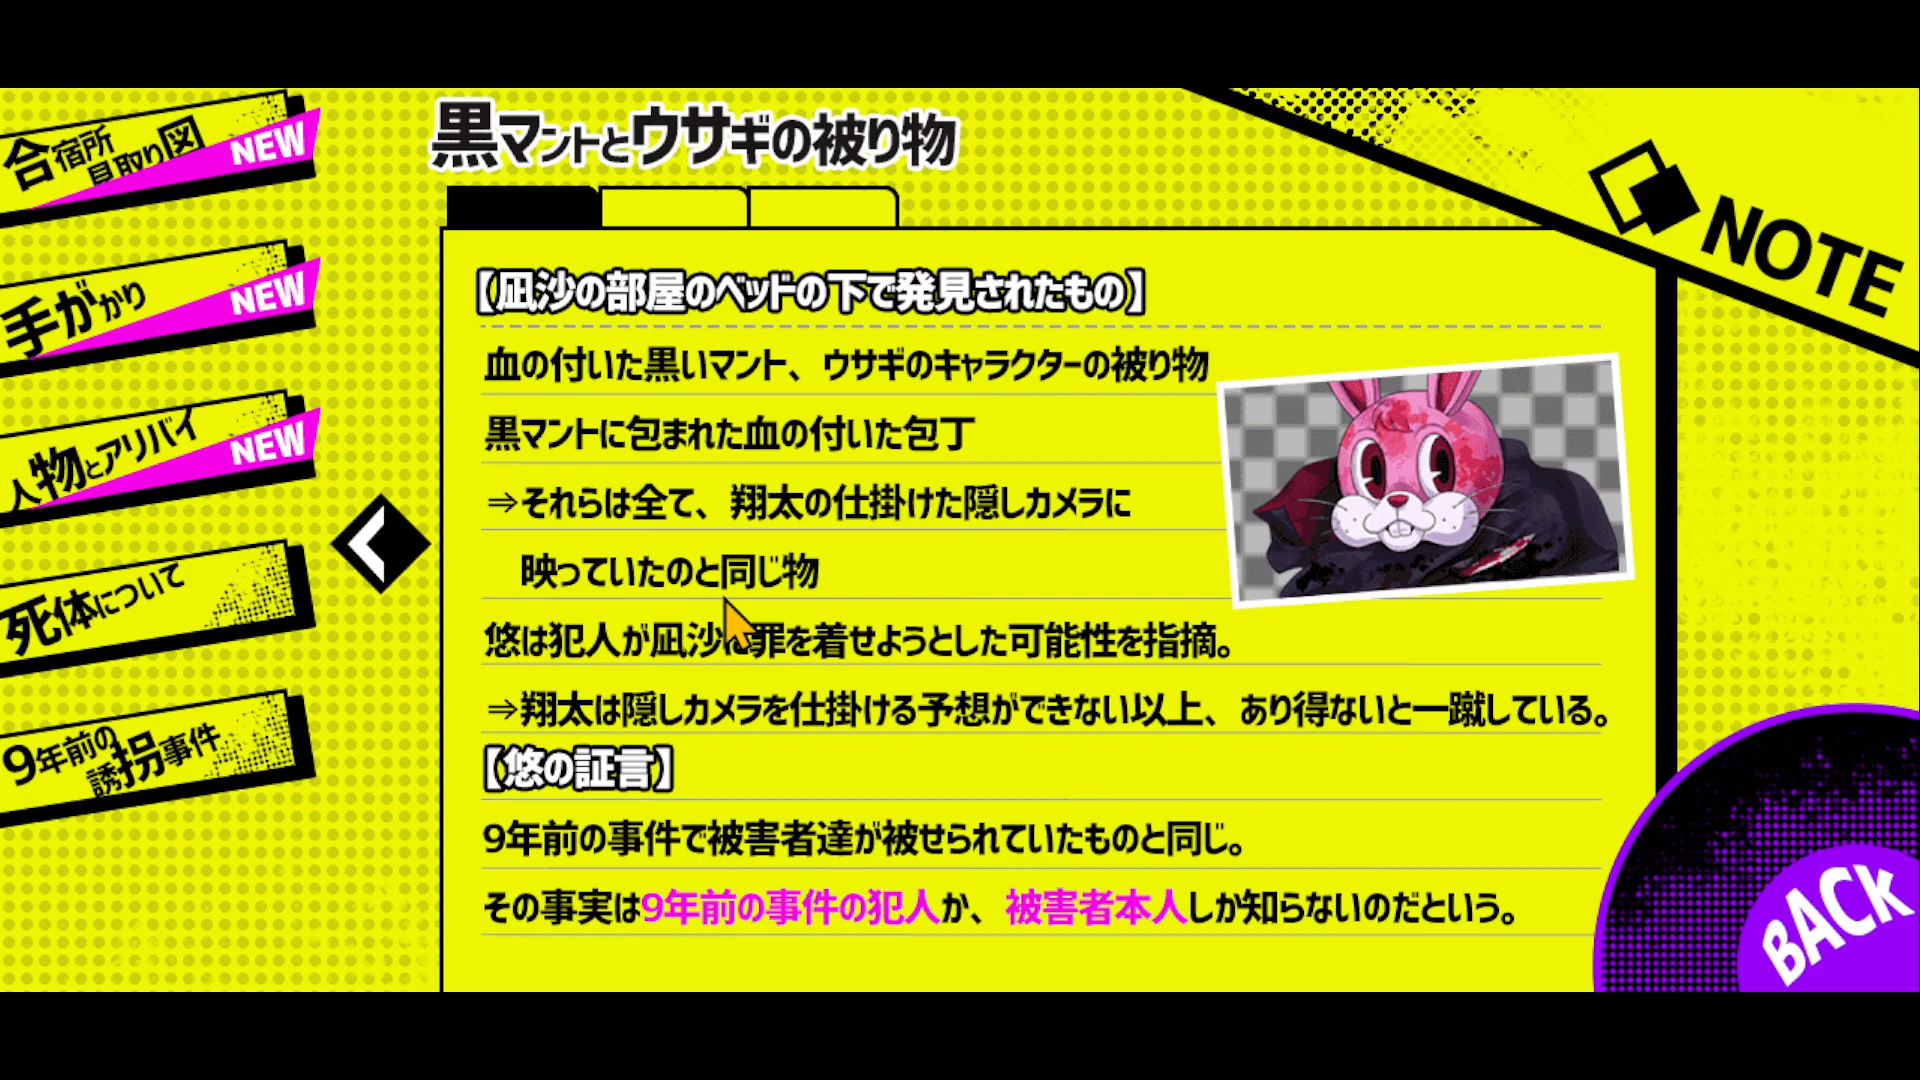 合宿所
見取り図
NEW
手がかり
NEW
人物とアリバイ
NEW
死体について
9年前の
誘拐事件
黒マントとウサギの被り物
NOTE
【凪沙の部屋のベッドの下で発見されたもの】
血の付いた黒いマント、ウサギのキャラクターの被り物
黒マントに包まれた血の付いた包丁
⇒それらは全て、翔太の仕掛けた隠しカメラに
映っていたのと同じ物
悠は犯人が凪沙に罪を着せようとした可能性を指摘。
⇒翔太は隠しカメラを仕掛ける予想ができない以上、あり得ないと一蹴している。
【悠の証言】
9年前の事件で被害者達が被せられていたものと同じ。
その事実は9年前の事件の犯人か、被害者本人しか知らないのだという。
BACK